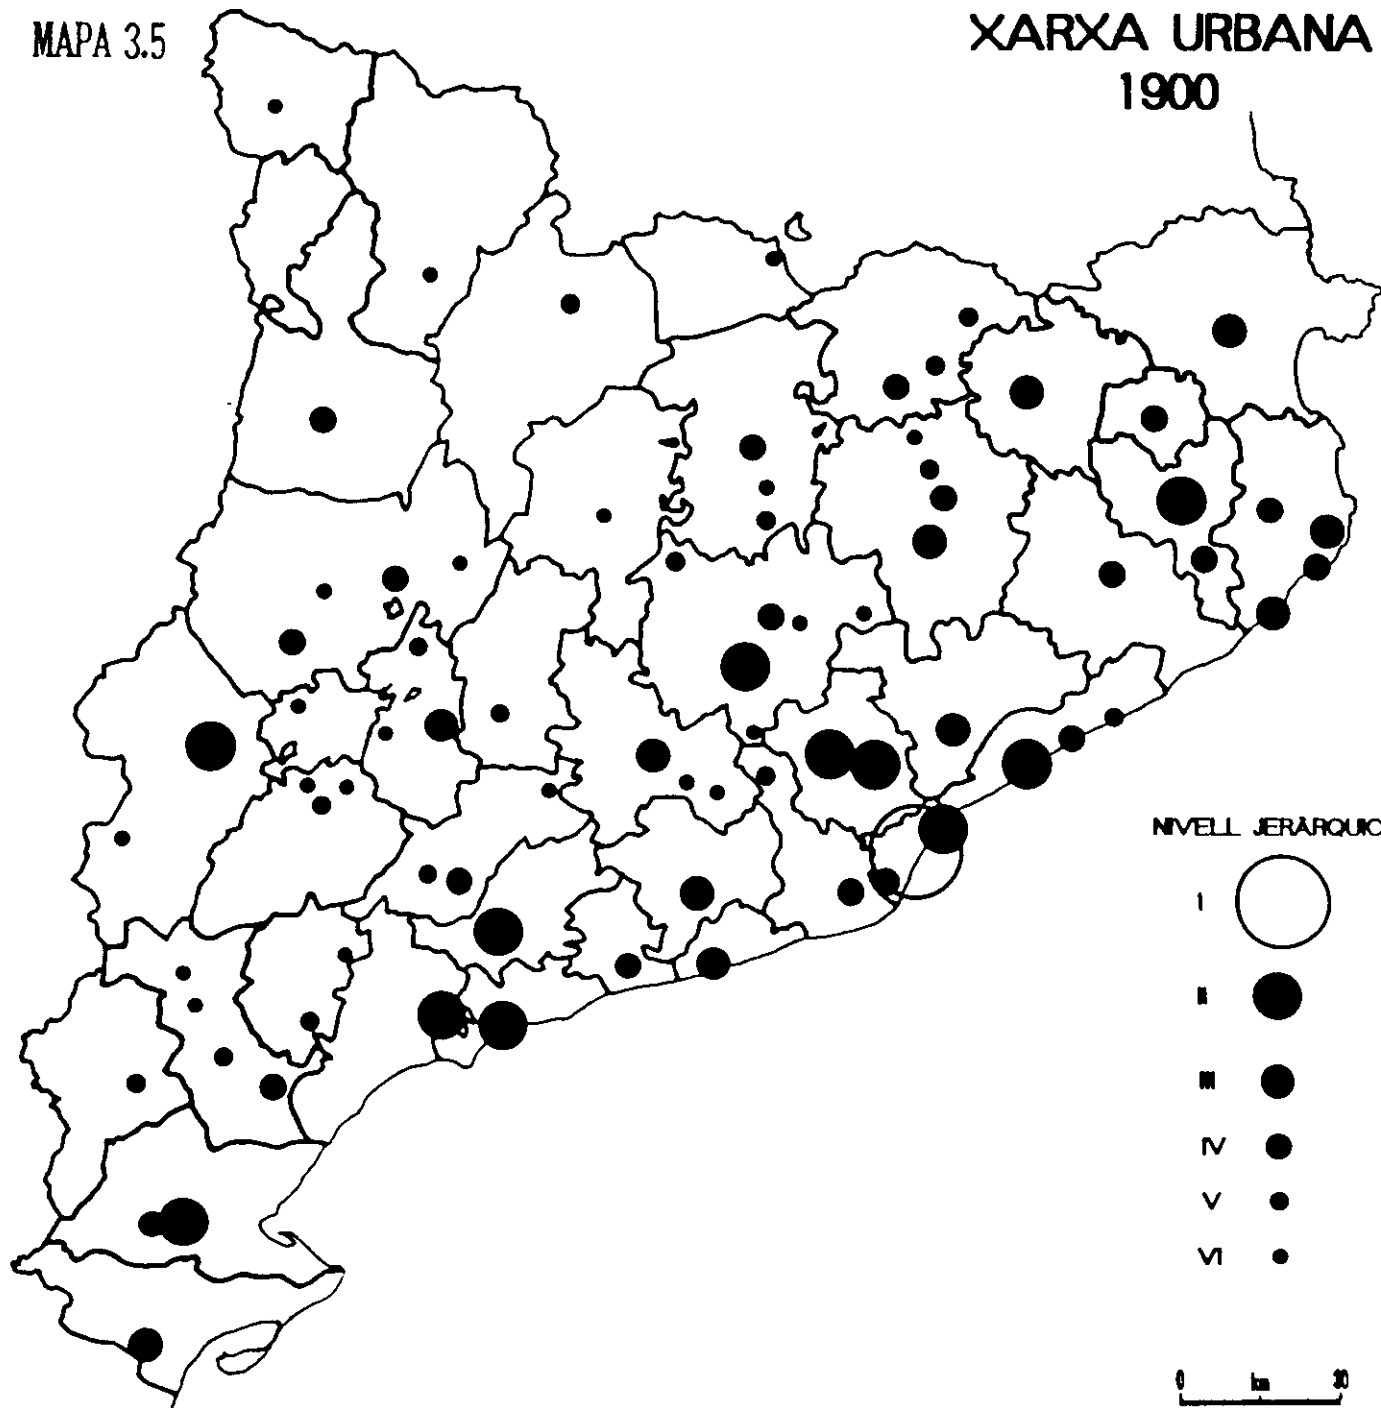 MAPA 3.5
XARXA URBANA
1900
NIVELL JERÀRQUIC
I
II
III
IV
V
VI
0 km 30